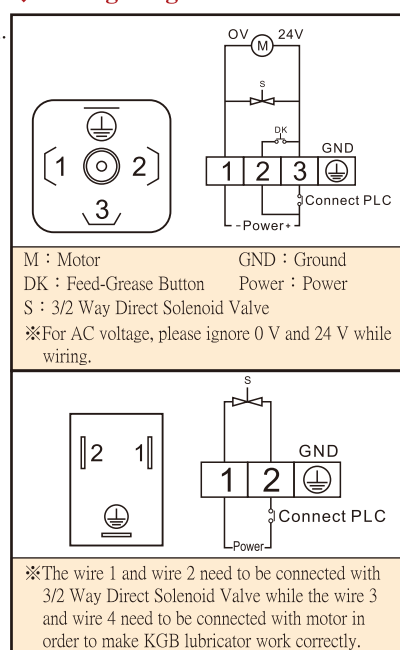 0V 24V
M
S
DK
GND
1 2 3
1 2
3
Connect PLC
-Power+
M：Motor GND：Ground
DK：Feed-Grease Button Power：Power
S：3/2 Way Direct Solenoid Valve
※For AC voltage, please ignore 0 V and 24 V while
wiring.
S
2 1
GND
1 2
Connect PLC
Power
※The wire 1 and wire 2 need to be connected with
3/2 Way Direct Solenoid Valve while the wire 3
and wire 4 need to be connected with motor in
order to make KGB lubricator work correctly.